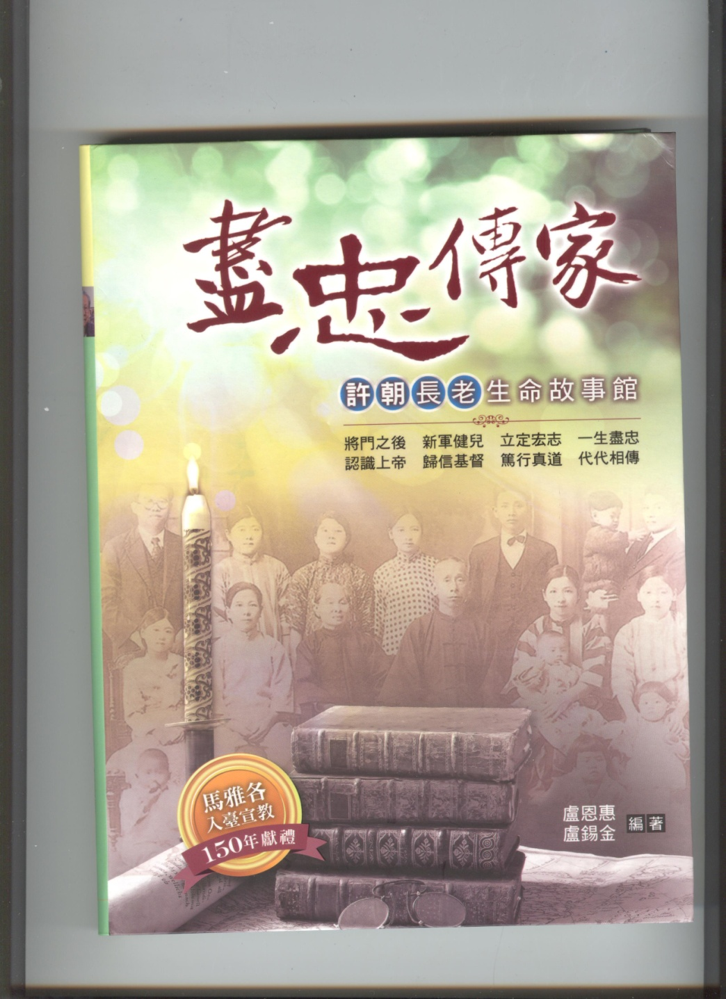 盡忠傳家
許朝長老生命故事館
將門之後 新軍健兒 立定宏志 一生盡忠
認識上帝 歸信基督 篤行真道 代代相傳
馬雅各
入臺宣教
150年獻禮
盧恩惠
盧錫金
編著